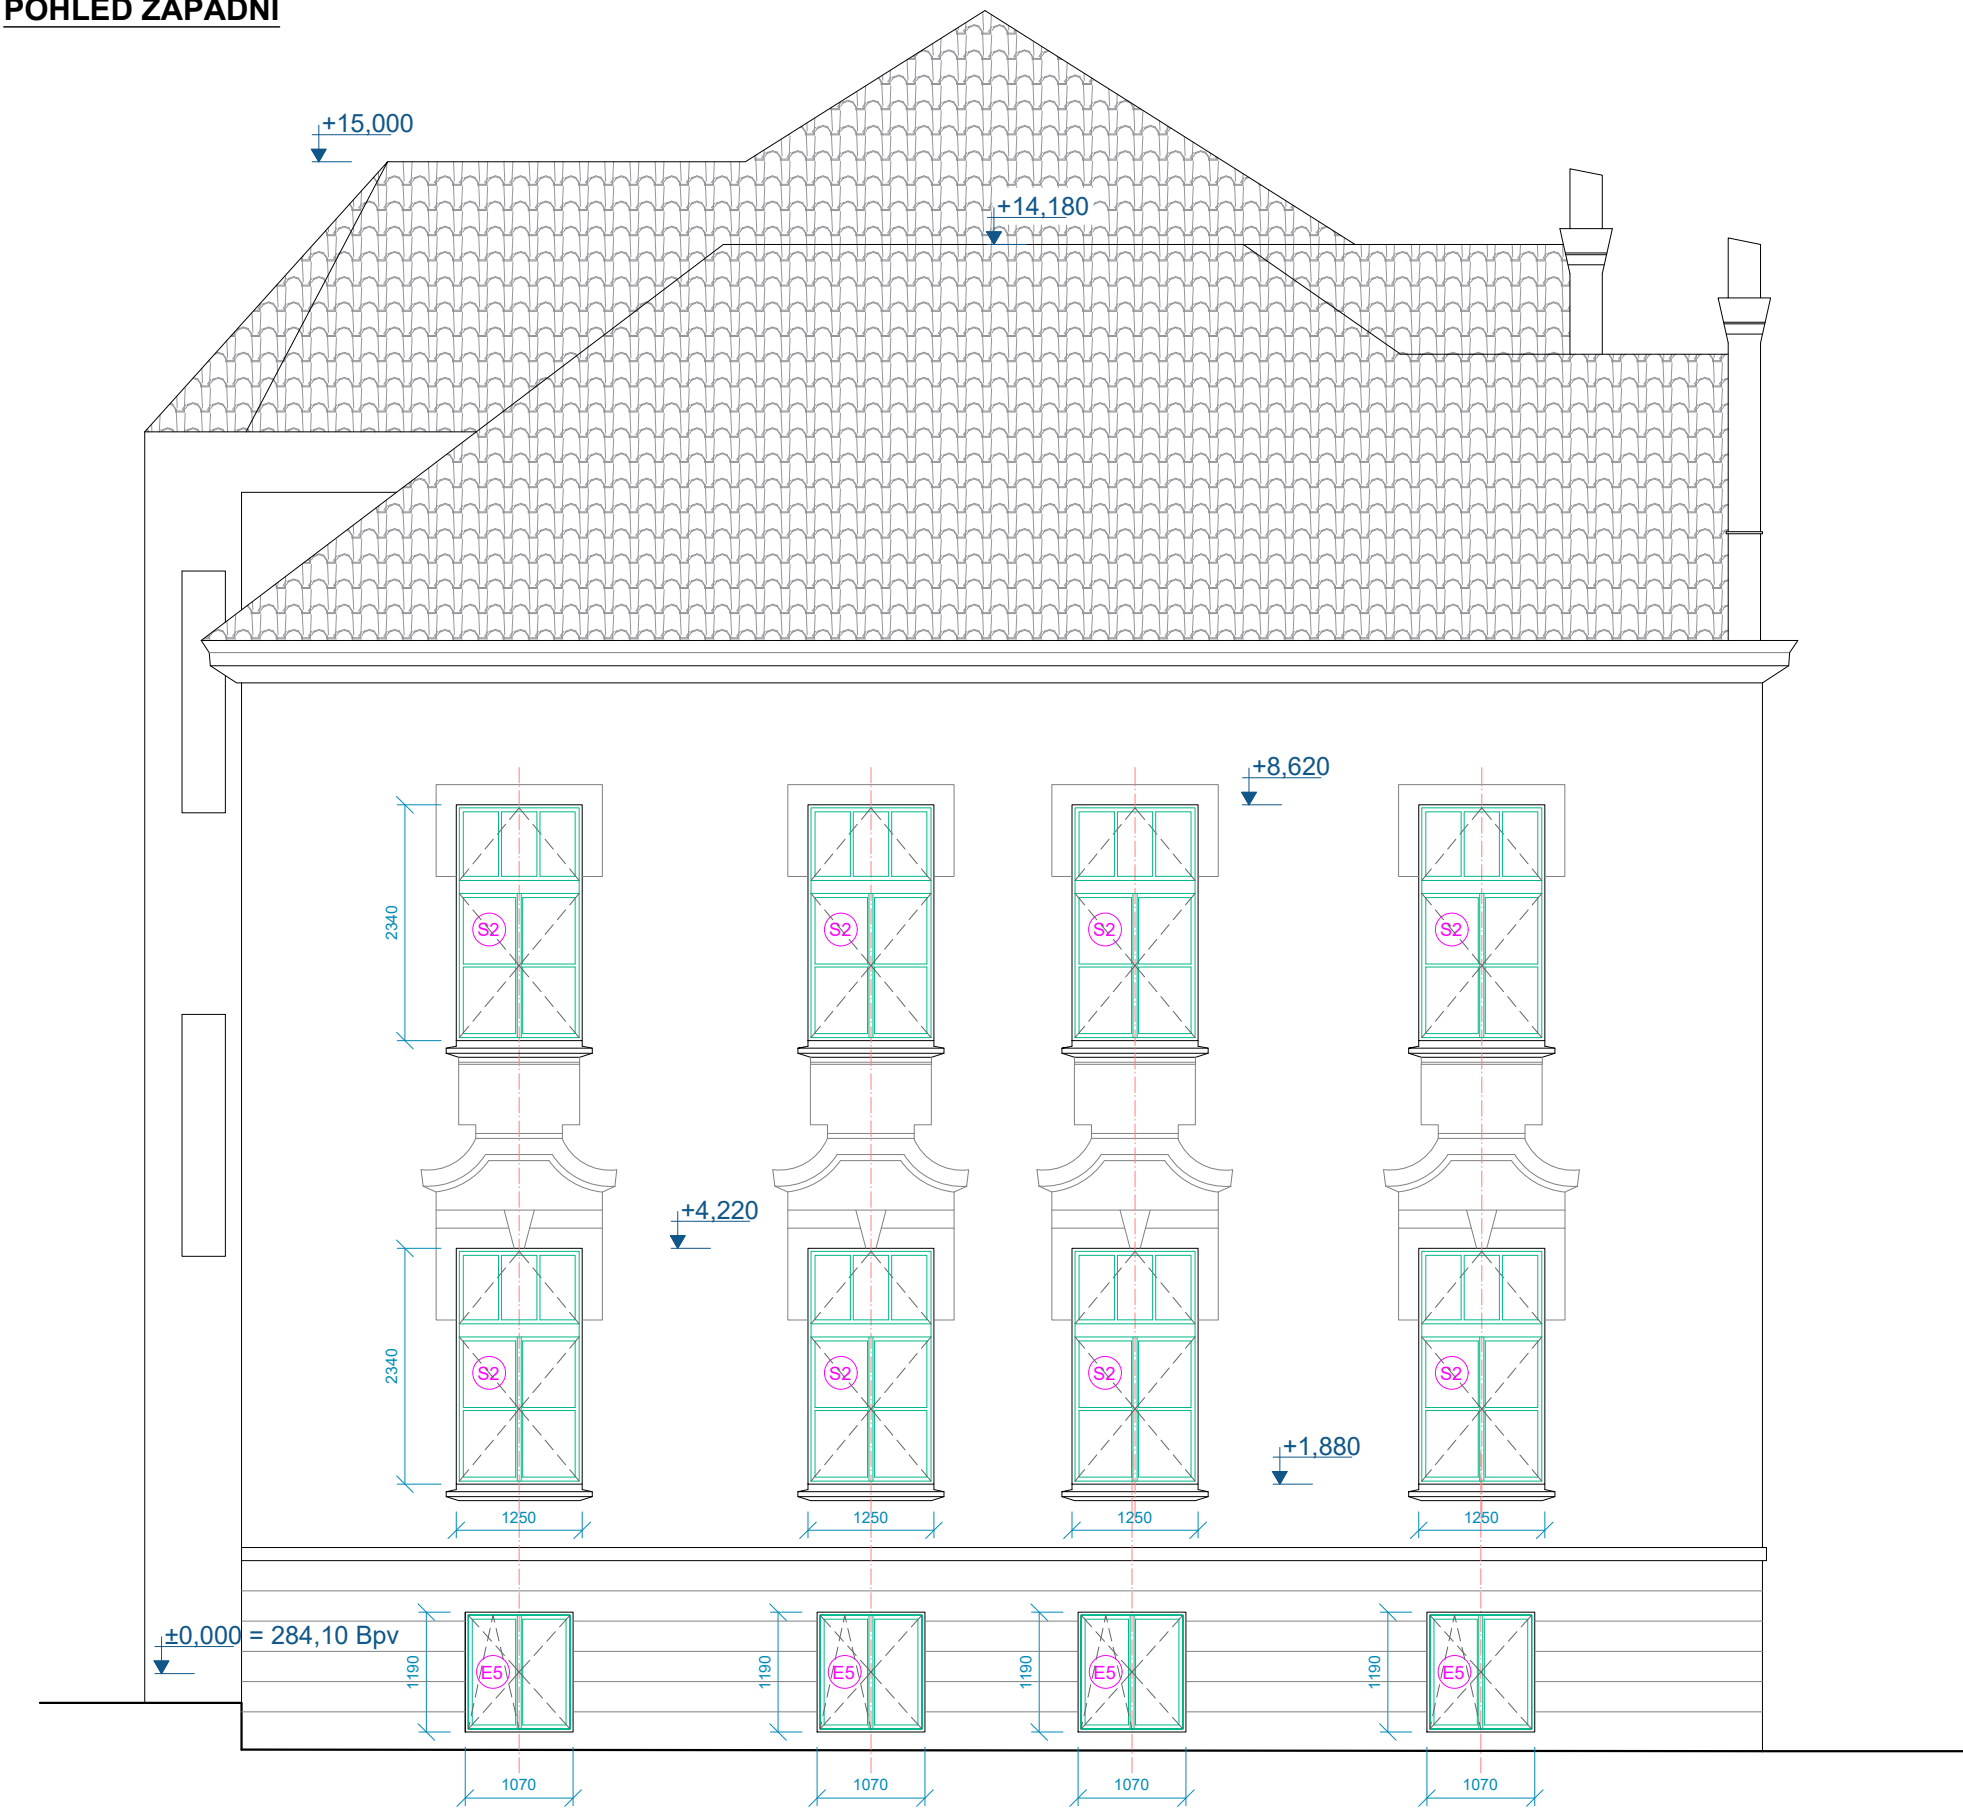 POHLED ZÁPADNÍ
+15,000
+14,180
+8,620
2340
S2 S2 S2 S2
+4,220
2340
S2 S2 S2 S2
+1,880
1250 1250 1250 1250
±0,000 = 284,10 Bpv
1190 1190 1190 1190
E5 E5 E5 E5
1070 1070 1070 1070